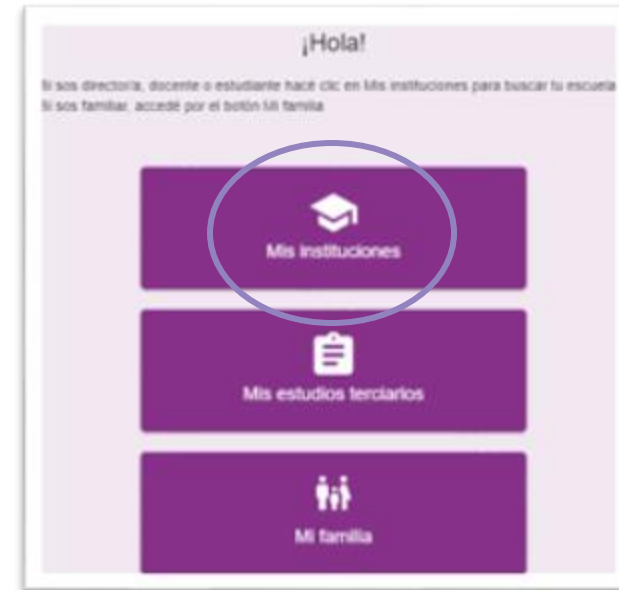 ¡Hola!
Si sos director/a, docente o estudiante hacé clic en Mis instituciones para buscar tu escuela
Si sos familiar, accedé por el botón Mi familia
Mis instituciones
Mis estudios terciarios
Mi familia